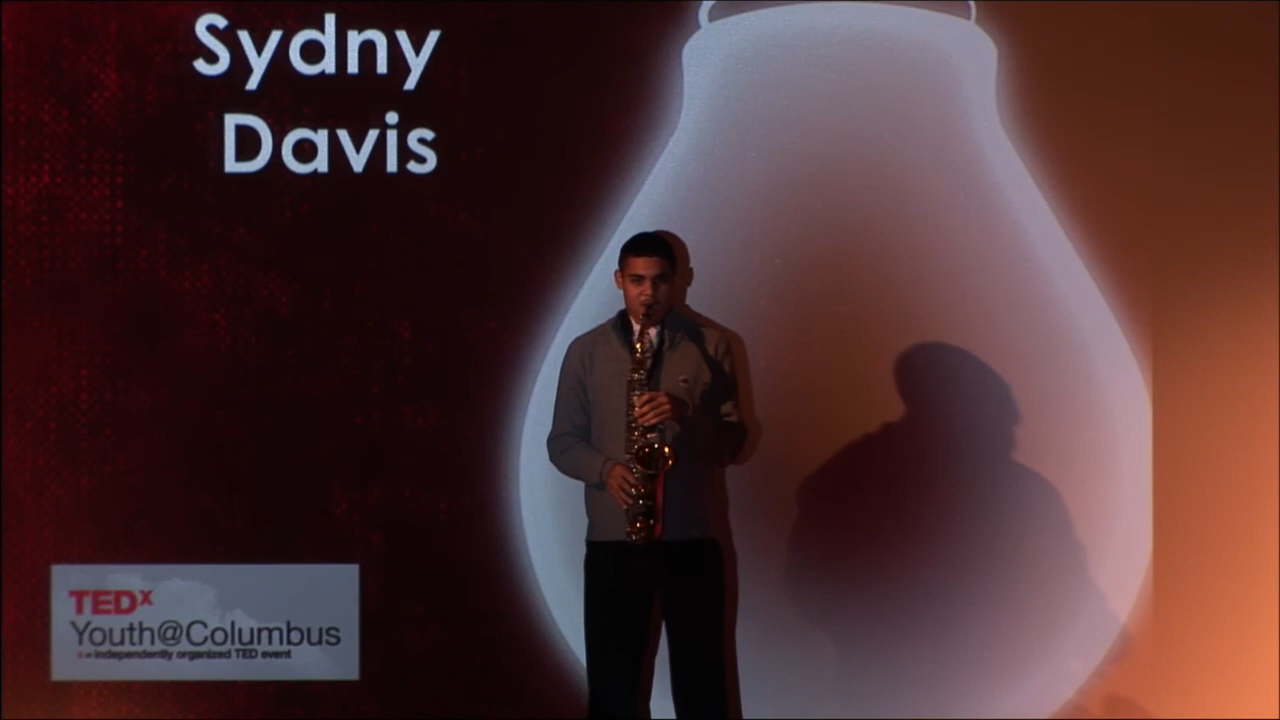 Sydny
Davis
TEDx
Youth@Columbus
x = independently organized TED event